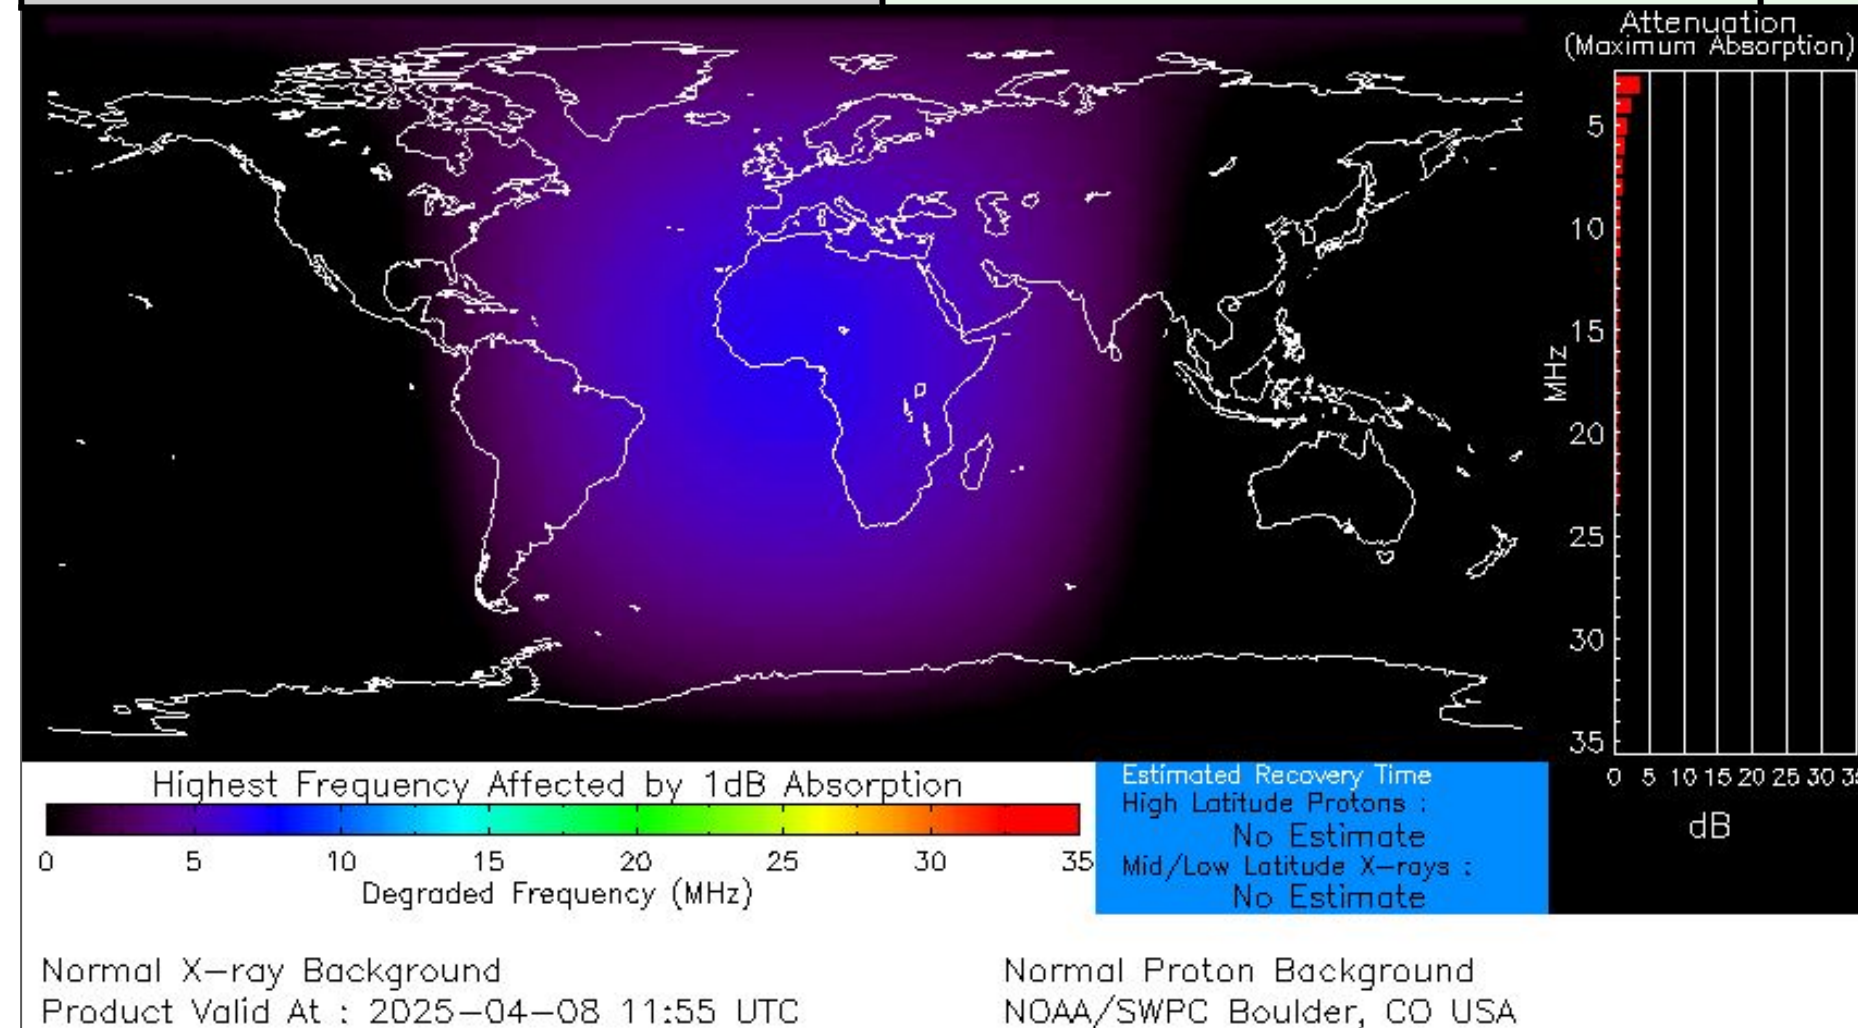 Attenuation
(Maximum Absorption)
5
10
15
20
25
30
35
MHz
0 5 10 15 20 25 30
dB
Highest Frequency Affected by 1dB Absorption
0 5 10 15 20 25 30 35
Degraded Frequency (MHz)
Estimated Recovery Time
High Latitude Protons :
No Estimate
Mid/Low Latitude X-rays :
No Estimate
Normal X-ray Background
Product Valid At : 2025-04-08 11:55 UTC
Normal Proton Background
NOAA/SWPC Boulder, CO USA